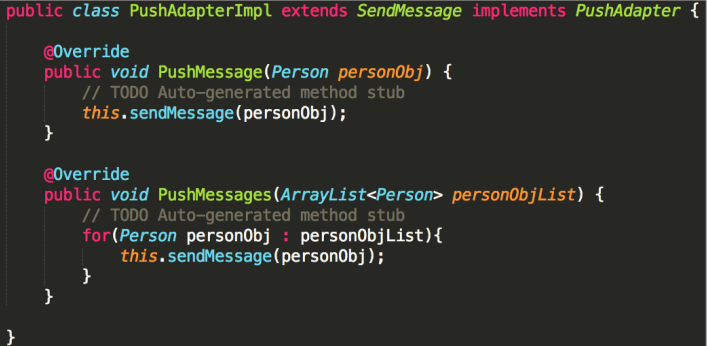 public class PushAdapterImpl extends SendMessage implements PushAdapter {
@Override
public void PushMessage(Person personObj) {
// TODO Auto-generated method stub
this.sendMessage(personObj);
}
@Override
public void PushMessages(ArrayList<Person> personObjList) {
// TODO Auto-generated method stub
for(Person personObj : personObjList){
this.sendMessage(personObj);
}
}
}